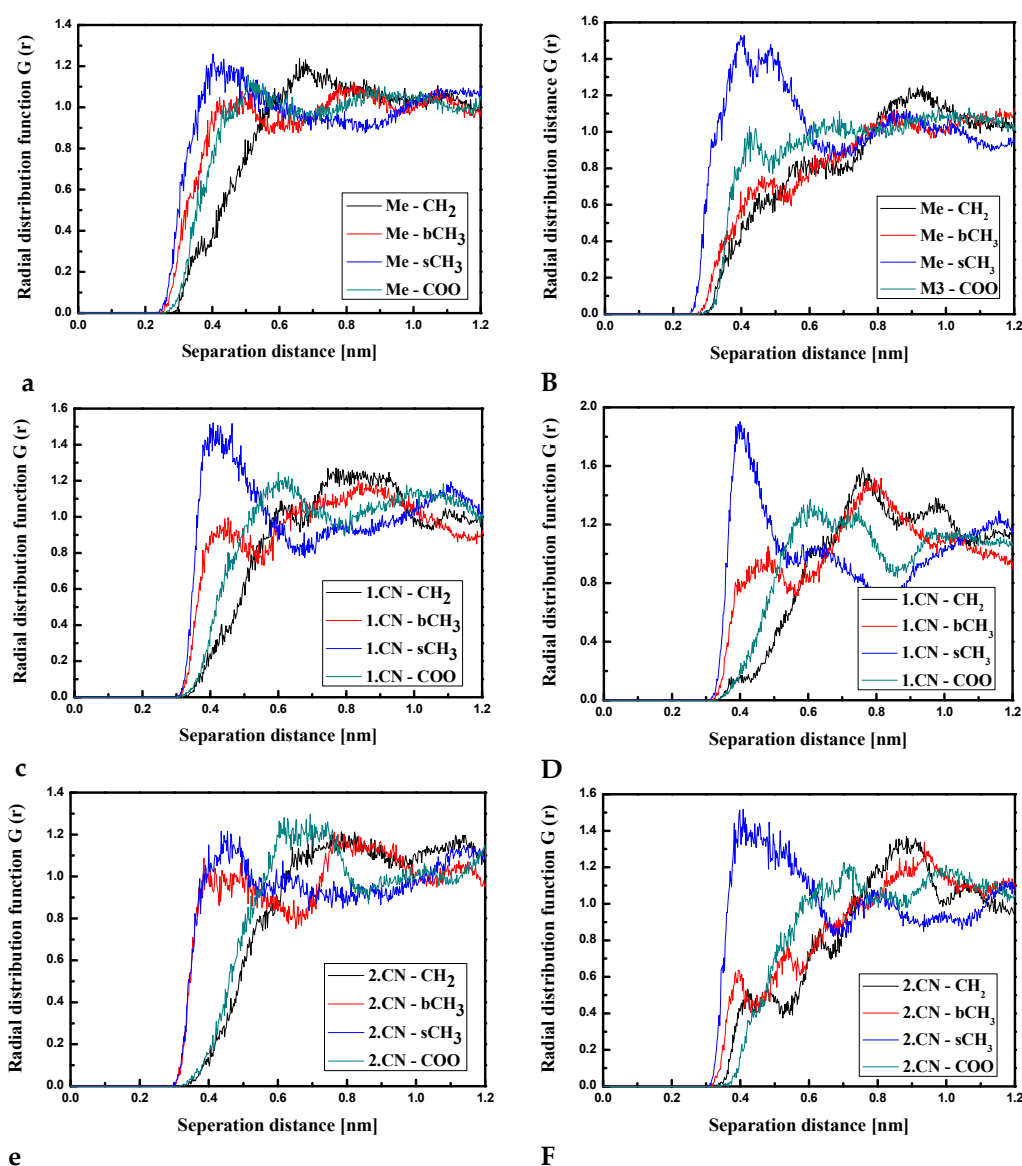 1.4
1.2
1.0
0.8
0.6
0.4
0.2
0.0
Radial distribution function G (r)
Me - CH2
Me - bCH3
Me - sCH3
Me - COO
0.0 0.2 0.4 0.6 0.8 1.0 1.2
Separation distance [nm]
a
1.6
1.4
1.2
1.0
0.8
0.6
0.4
0.2
0.0
Radial distribution distance G (r)
Me - CH2
Me - bCH3
Me - sCH3
M3 - COO
0.0 0.2 0.4 0.6 0.8 1.0 1.2
Separation distance [nm]
B
1.6
1.4
1.2
1.0
0.8
0.6
0.4
0.2
0.0
Radial distribution function G (r)
1.CN - CH2
1.CN - bCH3
1.CN - sCH3
1.CN - COO
0.0 0.2 0.4 0.6 0.8 1.0 1.2
Separation distance [nm]
c
2.0
1.6
1.2
0.8
0.4
0.0
Radial distribution function G (r)
1.CN - CH2
1.CN - bCH3
1.CN - sCH3
1.CN - COO
0.0 0.2 0.4 0.6 0.8 1.0 1.2
Separation distance [nm]
D
1.4
1.2
1.0
0.8
0.6
0.4
0.2
0.0
Radial distribution function G (r)
2.CN - CH2
2.CN - bCH3
2.CN - sCH3
2.CN - COO
0.0 0.2 0.4 0.6 0.8 1.0 1.2
Seperation distance [nm]
e
1.6
1.4
1.2
1.0
0.8
0.6
0.4
0.2
0.0
Radial distribution function G (r)
2.CN - CH2
2.CN - bCH3
2.CN - sCH3
2.CN - COO
0.0 0.2 0.4 0.6 0.8 1.0 1.2
Separation distance [nm]
F